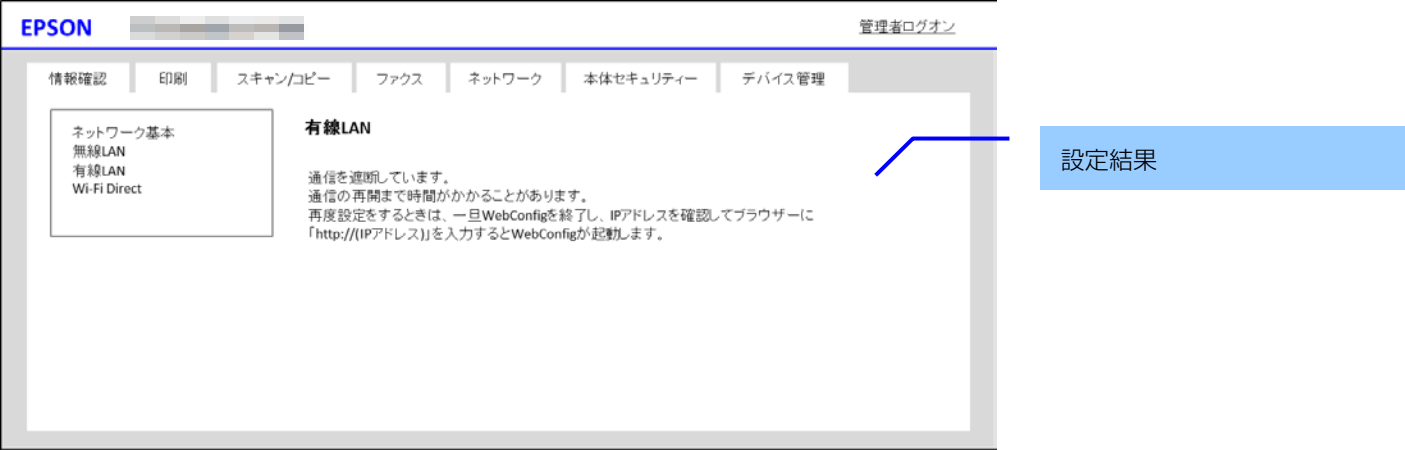 EPSON
管理者ログオン
情報確認 印刷 スキャン/コピー ファクス ネットワーク 本体セキュリティー デバイス管理
ネットワーク基本
無線LAN
有線LAN
Wi-Fi Direct
有線LAN
通信を遮断しています。
通信の再開まで時間がかかることがあります。
再度設定をするときは、一旦WebConfigを終了し、IPアドレスを確認してブラウザーに
「http://(IPアドレス)」を入力するとWebConfigが起動します。
設定結果